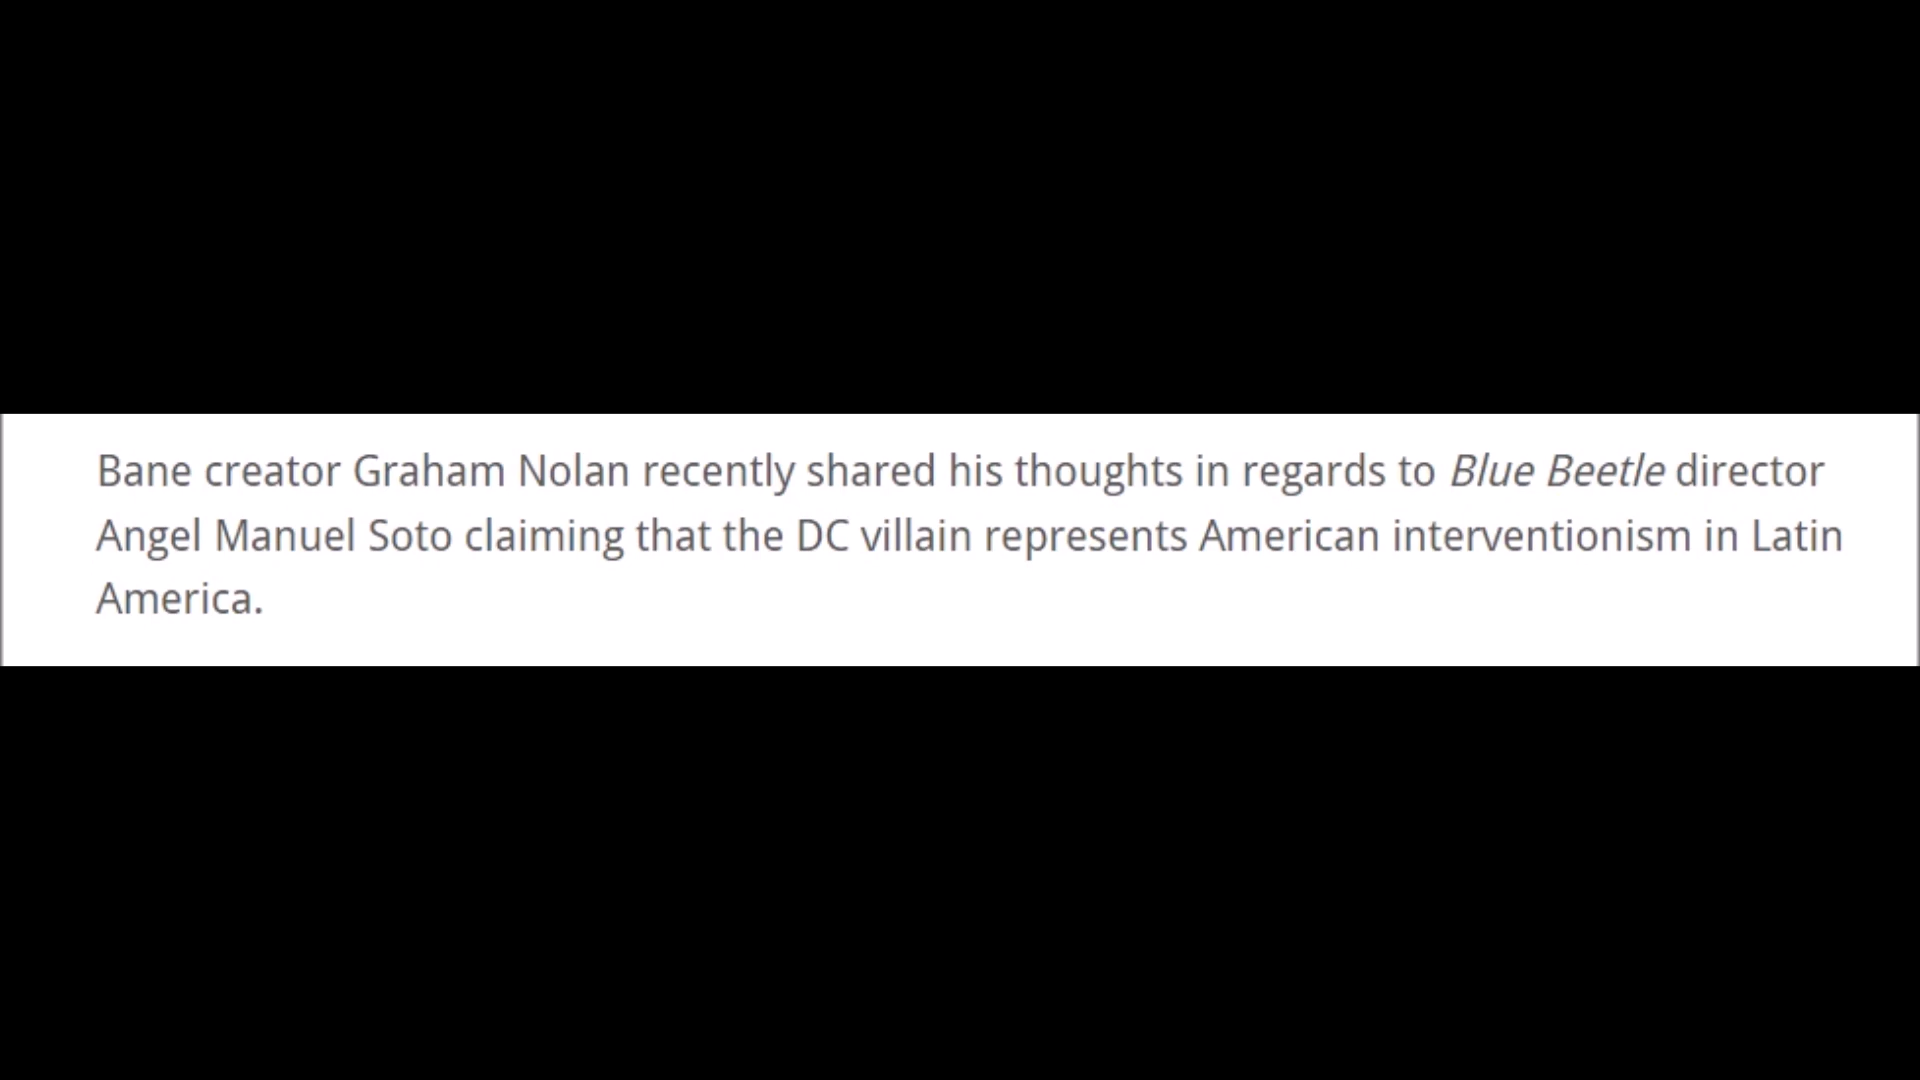 Bane creator Graham Nolan recently shared his thoughts in regards to Blue Beetle director
Angel Manuel Soto claiming that the DC villain represents American interventionism in Latin
America.